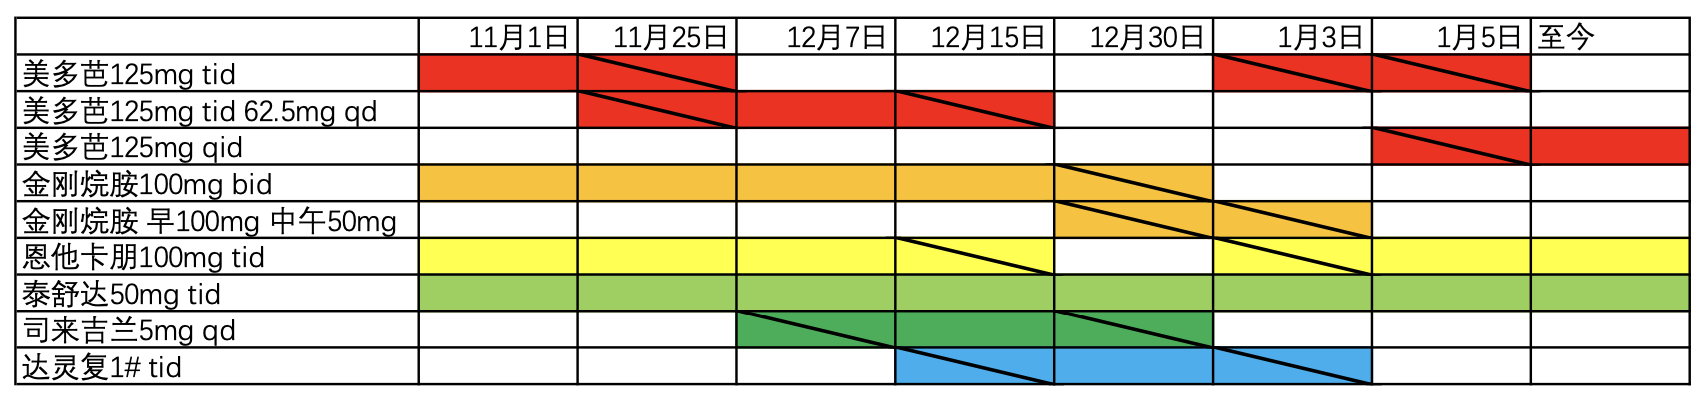 11月1日 11月25日 12月7日 12月15日 12月30日 1月3日 1月5日 至今
美多芭125mg tid
美多芭125mg tid 62.5mg qd
美多芭125mg qid
金刚烷胺100mg bid
金刚烷胺 早100mg 中午50mg
恩他卡朋100mg tid
泰舒达50mg tid
司来吉兰5mg qd
达灵复1# tid